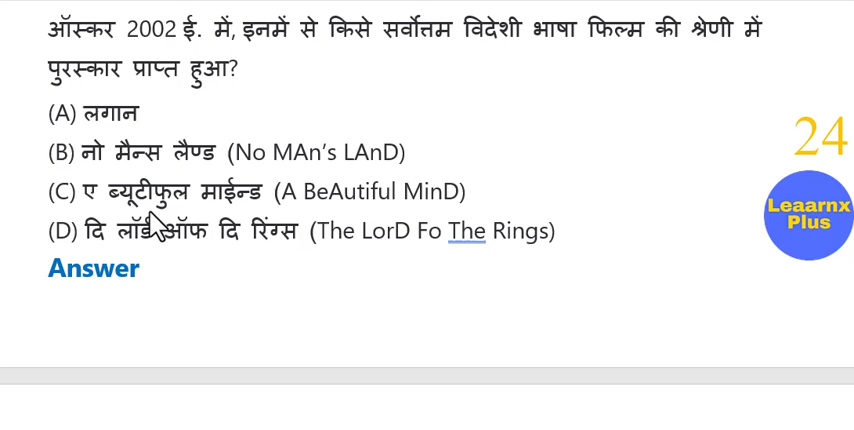 ऑस्कर 2002 ई. में, इनमें से किसे सर्वोत्तम विदेशी भाषा फिल्म की श्रेणी में
पुरस्कार प्राप्त हुआ?
(A) लगान
(B) नो मैन्स लैण्ड (No MAn's LAnD)
(C) ए ब्यूटीफुल माईन्ड (A BeAutiful MinD)
(D) दि लॉर्ड ऑफ दि रिंग्स (The LorD Fo The Rings)
Answer
24
Leaarnx
Plus